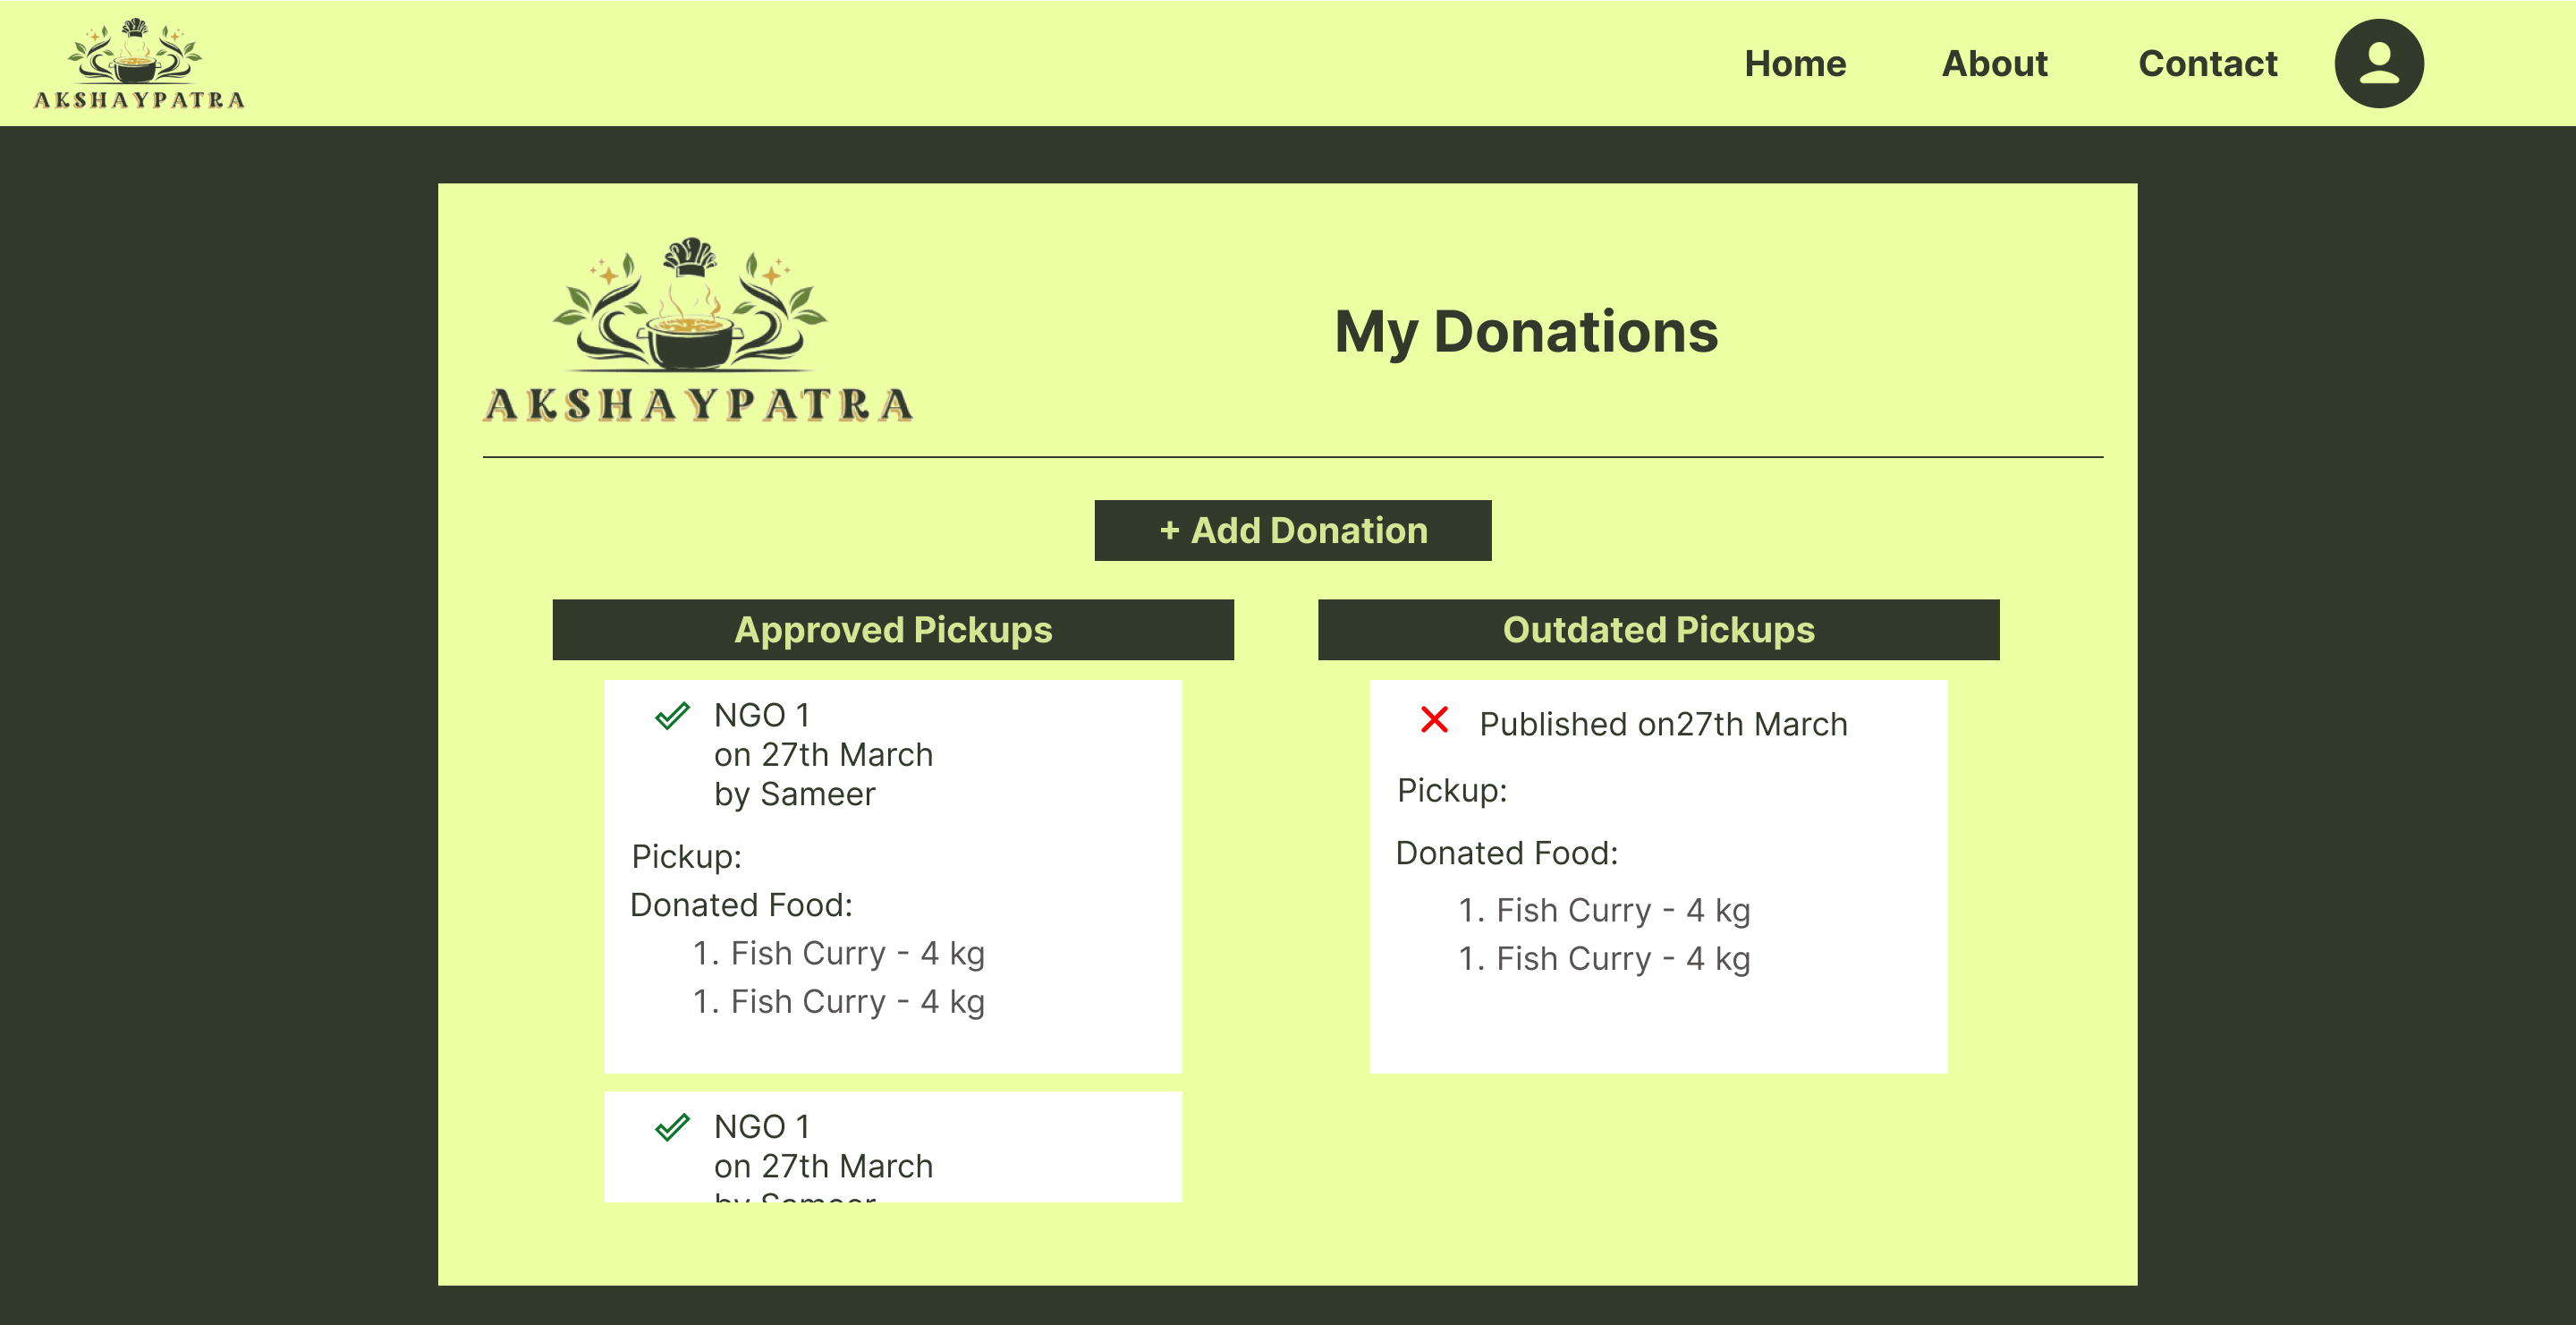 AKSHAYPATRA
Home
About
Contact
AKSHAYPATRA
My Donations
+ Add Donation
Approved Pickups
NGO 1
on 27th March
by Sameer
Pickup:
Donated Food:
1. Fish Curry - 4 kg
1. Fish Curry - 4 kg
NGO 1
on 27th March
by Sameer
Outdated Pickups
Published on27th March
Pickup:
Donated Food:
1. Fish Curry - 4 kg
1. Fish Curry - 4 kg